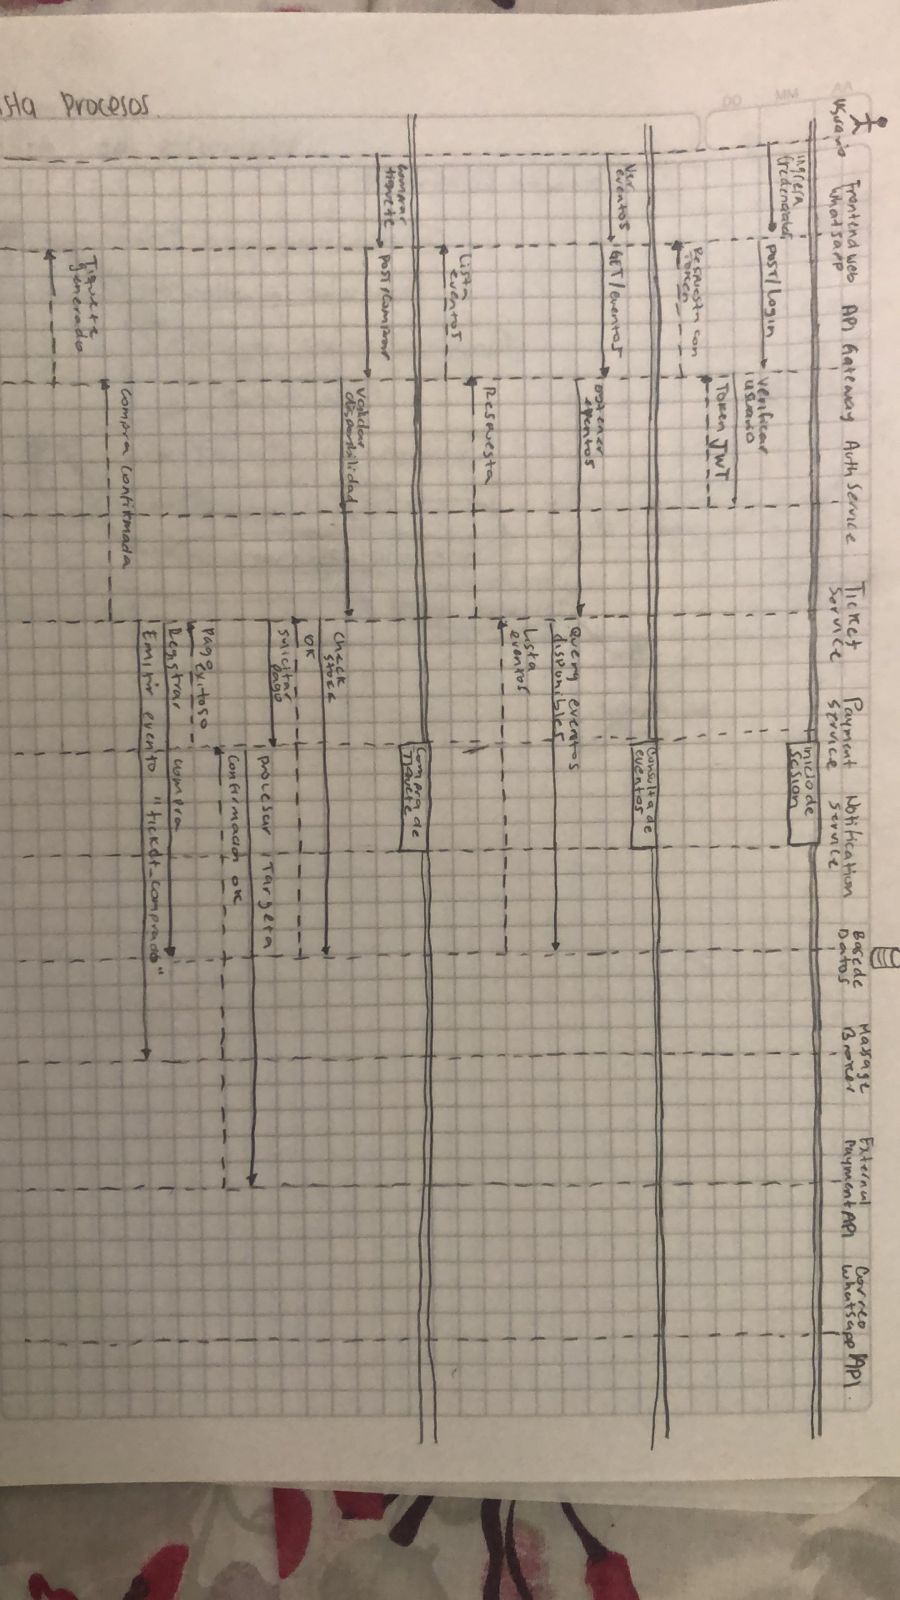 Usuario
Frontend web
Whatsapp
API Gateway
Auth Service
Ticket
Service
Payment
Service
Notification
Service
Base de
Datos
Message
Broker
External
Payment API
Correo
Whatsapp API
Inicio de
Sesion
Ingresa
Credenciales
POST/Login
Verificar
usuario
Token JWT
Respuesta con
Token
Consulta de
eventos
Ver
eventos
GET/eventos
obtener
eventos
Query eventos
disponibles
Lista
eventos
Respuesta
Lista
eventos
Compra de
Tiquete
Comprar
tiquete
POST/Comprar
Validar
disponibilidad
Check
stock
OK
Solicitar
pago
procesar Targeta
Confirmacion OK
Pago
exitoso
Registrar compra
Emitir evento "ticket_comprado"
Compra Confirmada
Tiquete
generado
sta Procesos